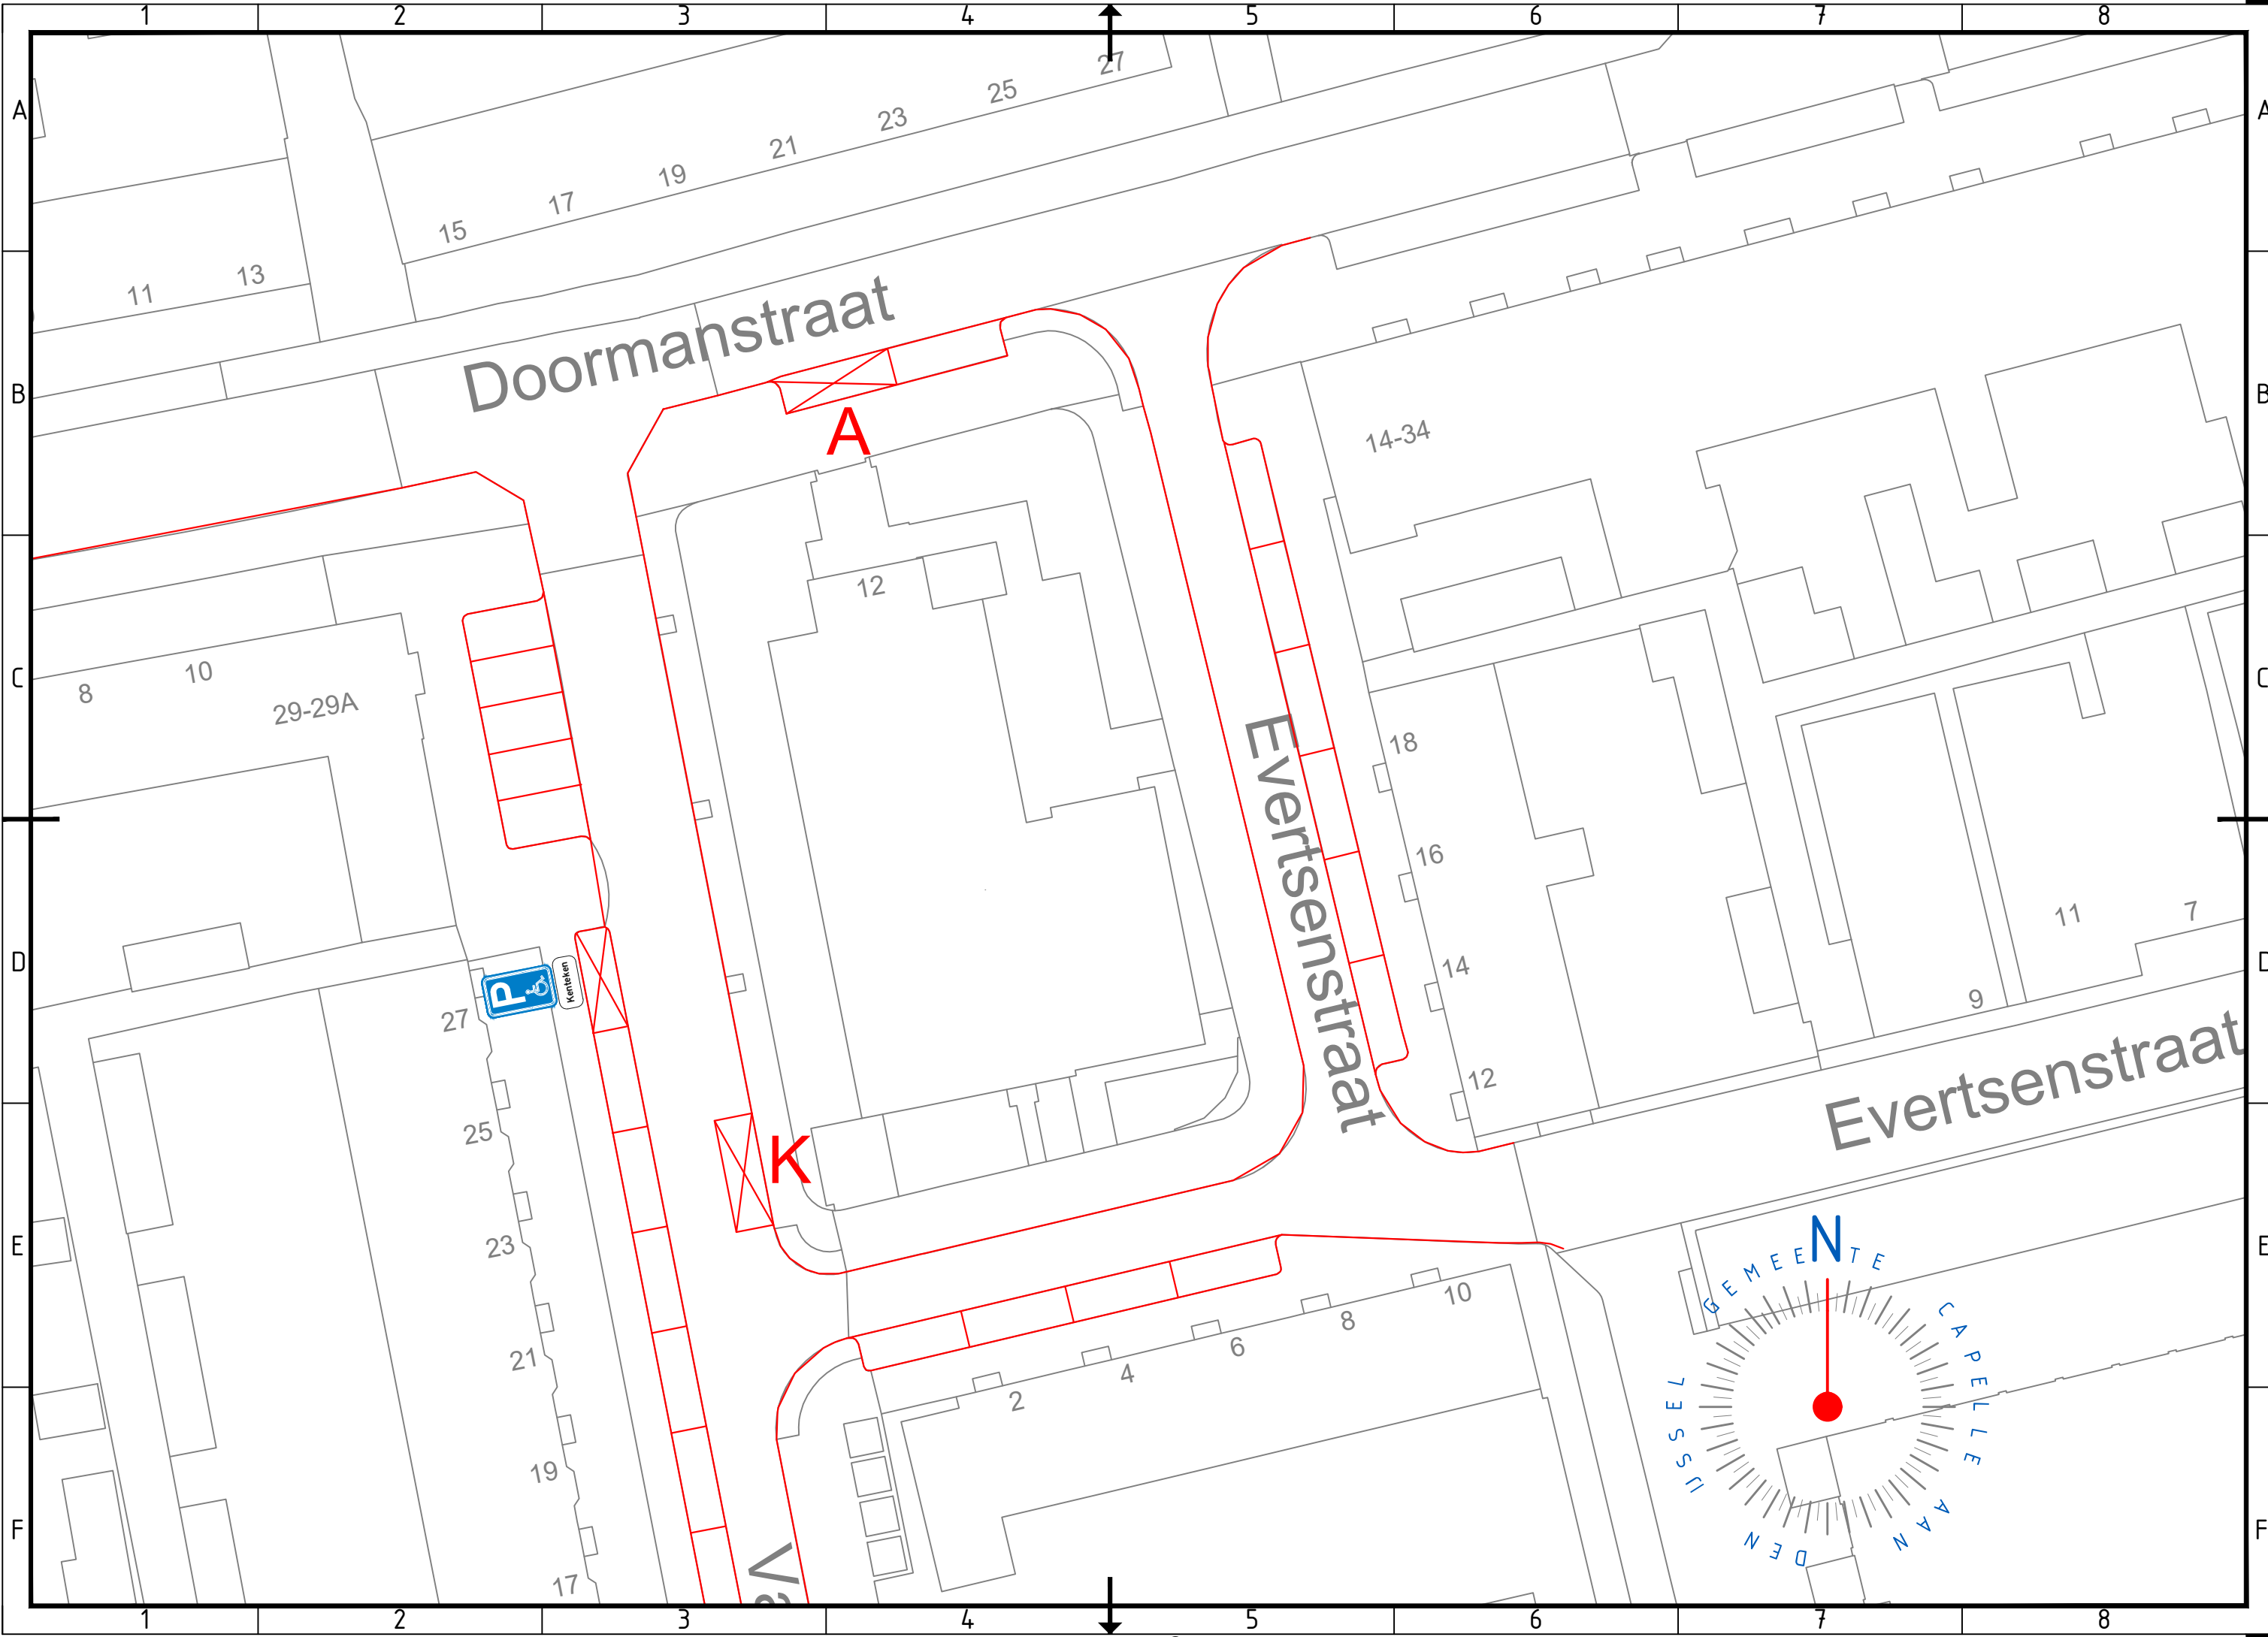 1 2 3 4 5 6 7 8
A A
27
25
23
21
19
17
15
13
11
Doormanstraat
B B
A
14-34
12
C C
10
8
29-29A
18
Evertsenstraat
16
11
7
D D
14
9
P
Kenteken
27
12
Evertsenstraat
25
K
E E
23
N
GEMEENTE CAPELLE AAN DEN IJSSEL
10
8
6
4
2
21
19
F F
17
1 2 3 4 5 6 7 8